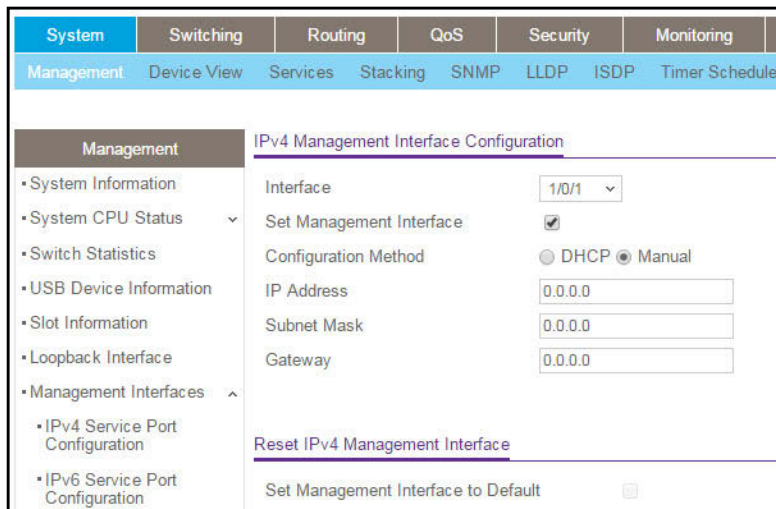 System Switching Routing QoS Security Monitoring
Management Device View Services Stacking SNMP LLDP ISDP Timer Schedule
Management
System Information
System CPU Status
Switch Statistics
USB Device Information
Slot Information
Loopback Interface
Management Interfaces
IPv4 Service Port
Configuration
IPv6 Service Port
Configuration
IPv4 Management Interface Configuration
Interface 1/0/1
Set Management Interface
Configuration Method DHCP Manual
IP Address 0.0.0.0
Subnet Mask 0.0.0.0
Gateway 0.0.0.0
Reset IPv4 Management Interface
Set Management Interface to Default